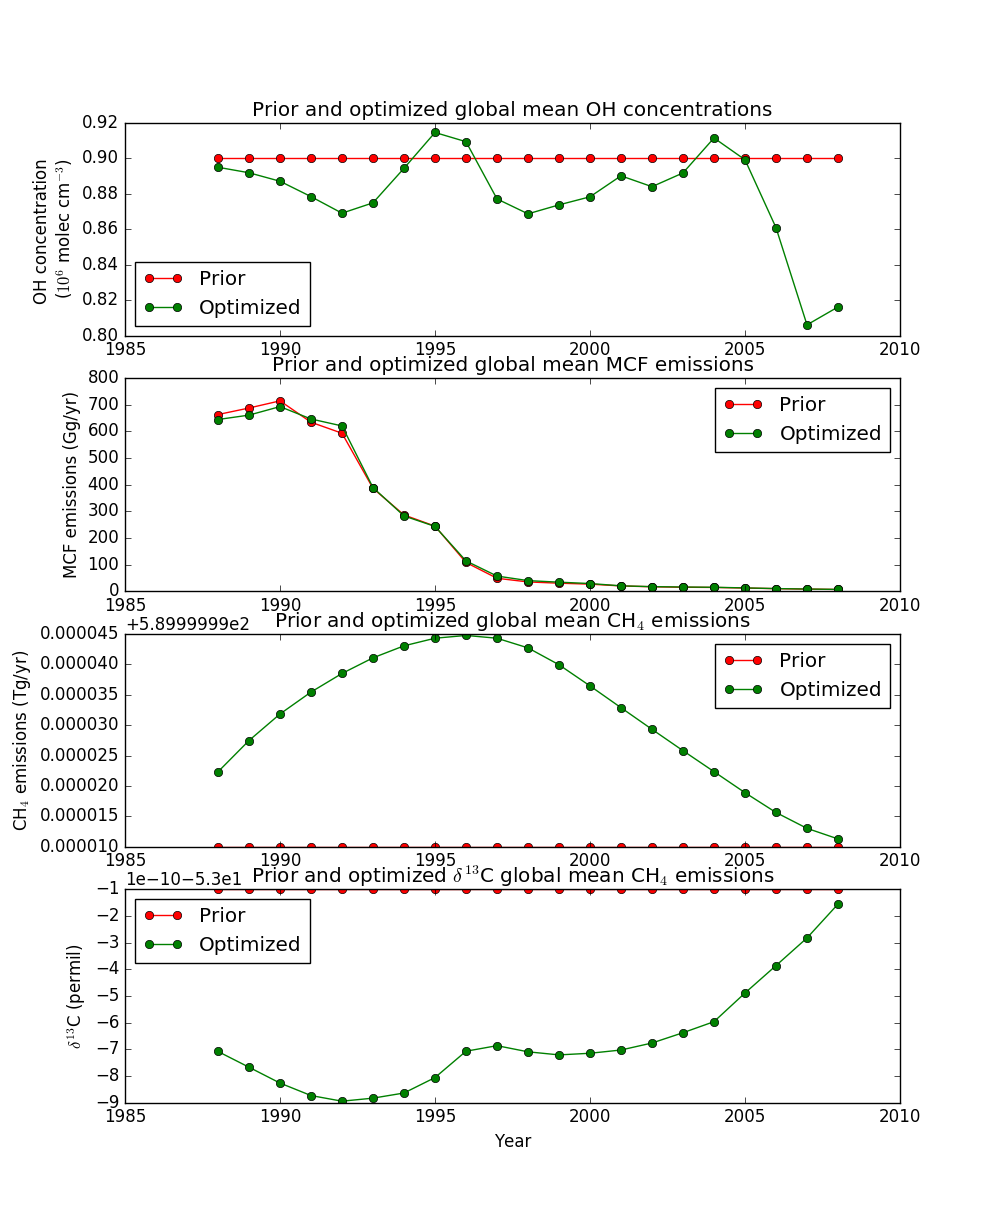 Prior and optimized global mean OH concentrations
0.92
0.90
0.88
0.86
0.84
0.82
0.80
OH concentration
(10⁶ molec cm⁻³)
Prior
Optimized
1985 1990 1995 2000 2005 2010
Prior and optimized global mean MCF emissions
800
700
600
500
400
300
200
100
0
MCF emissions (Gg/yr)
Prior
Optimized
1985 1990 1995 2000 2005 2010
+5.8999999e2
Prior and optimized global mean CH₄ emissions
0.000045
0.000040
0.000035
0.000030
0.000025
0.000020
0.000015
0.000010
CH₄ emissions (Tg/yr)
Prior
Optimized
1985 1990 1995 2000 2005 2010
1e−10−5.3e1
Prior and optimized δ¹³C global mean CH₄ emissions
−1
−2
−3
−4
−5
−6
−7
−8
−9
δ¹³C (permil)
Prior
Optimized
1985 1990 1995 2000 2005 2010
Year